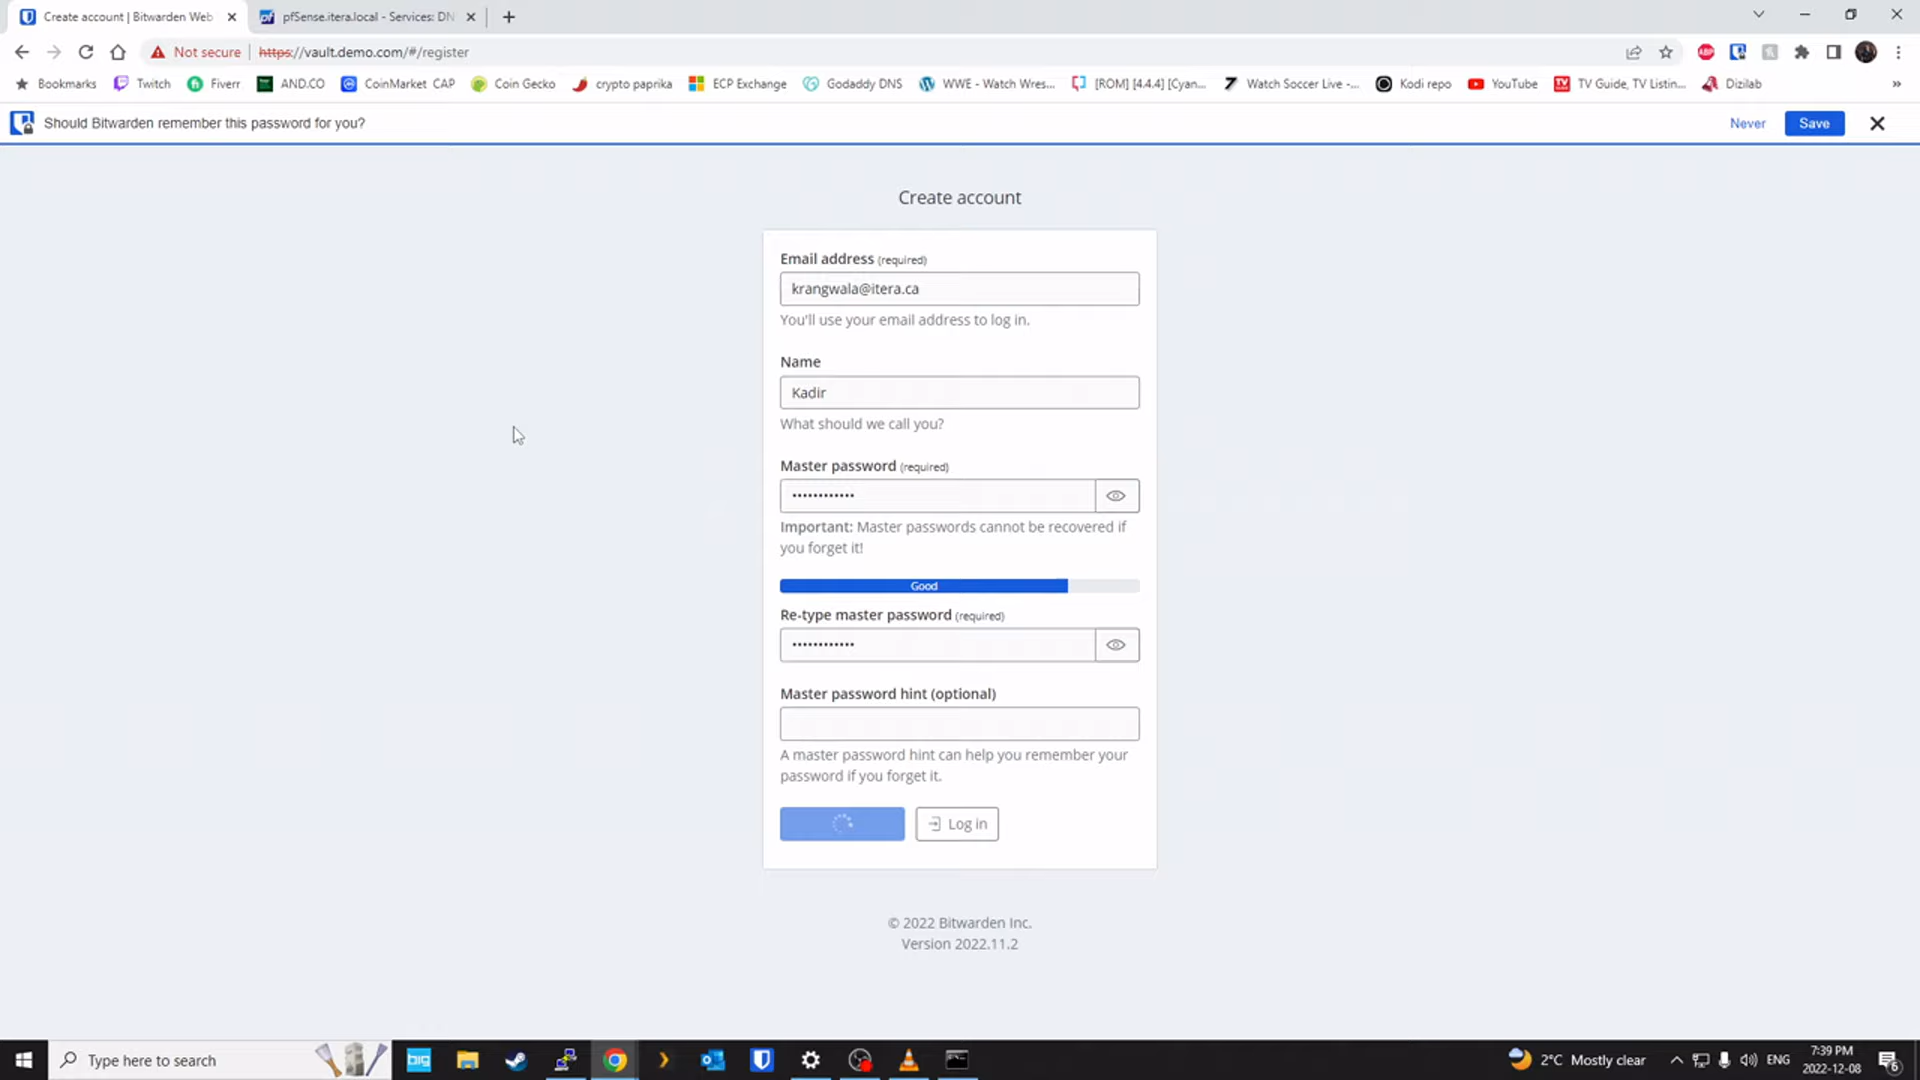 Create account | Bitwarden Web
pfSense.itera.local - Services: DN
Not secure
https://vault.demo.com/#/register
ABP
Bookmarks
Twitch
Fiverr
AND.CO
CoinMarket CAP
Coin Gecko
crypto paprika
ECP Exchange
Godaddy DNS
WWE - Watch Wres...
[ROM] [4.4.4] [Cyan...
Watch Soccer Live -...
Kodi repo
YouTube
TV Guide, TV Listin...
Dizilab
»
Should Bitwarden remember this password for you?
Never
Save
Create account
Email address (required)
krangwala@itera.ca
You'll use your email address to log in.
Name
Kadir
What should we call you?
Master password (required)
••••••••••••
Important: Master passwords cannot be recovered if
you forget it!
Good
Re-type master password (required)
••••••••••••
Master password hint (optional)
A master password hint can help you remember your
password if you forget it.
Log in
© 2022 Bitwarden Inc.
Version 2022.11.2
Type here to search
2°C Mostly clear
ENG
7:39 PM
2022-12-08
6